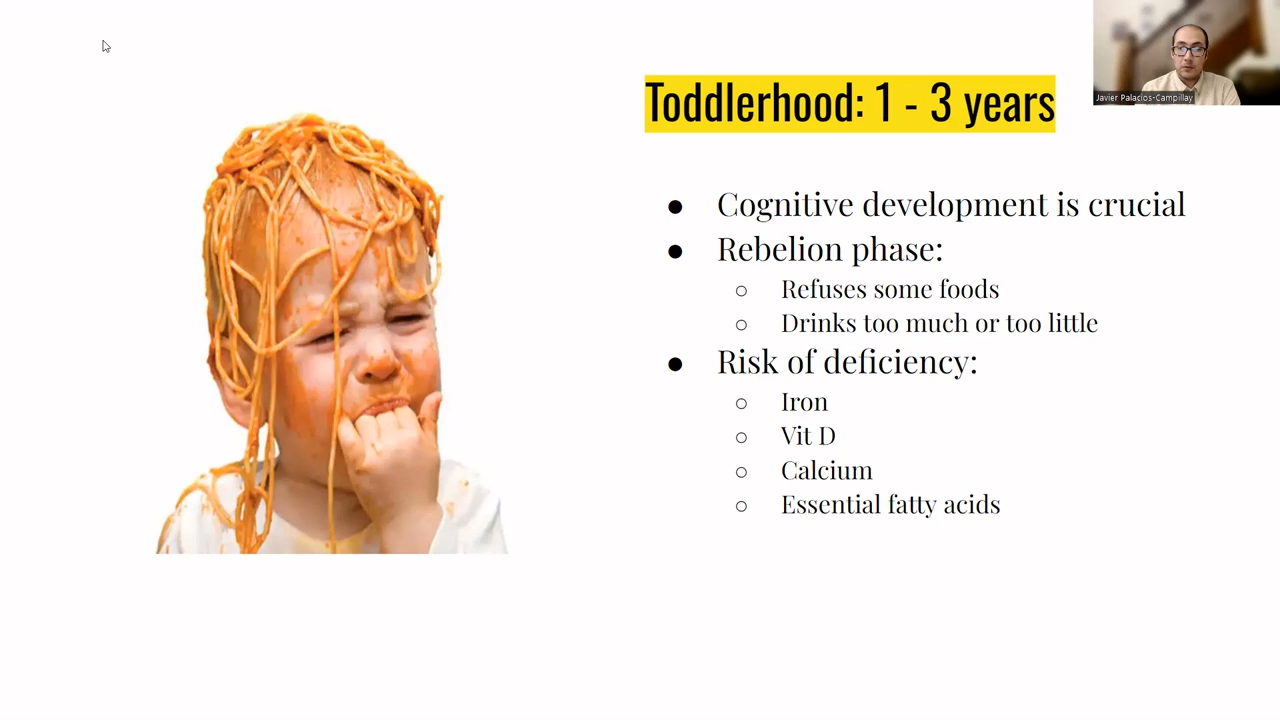 Toddlerhood: 1 - 3 years
Javier Palacios-Campillay
● Cognitive development is crucial
● Rebelion phase:
○ Refuses some foods
○ Drinks too much or too little
● Risk of deficiency:
○ Iron
○ Vit D
○ Calcium
○ Essential fatty acids